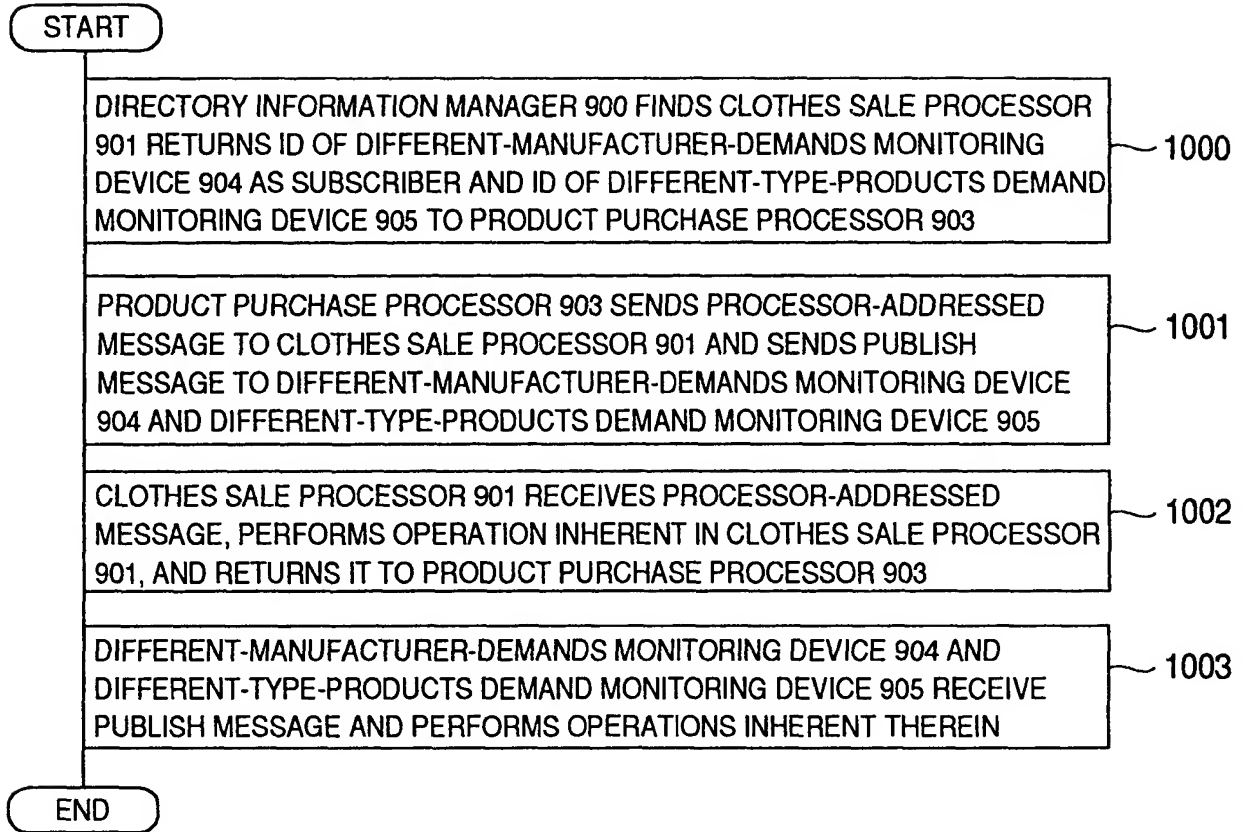 START
DIRECTORY INFORMATION MANAGER 900 FINDS CLOTHES SALE PROCESSOR
901 RETURNS ID OF DIFFERENT-MANUFACTURER-DEMANDS MONITORING
DEVICE 904 AS SUBSCRIBER AND ID OF DIFFERENT-TYPE-PRODUCTS DEMAND
MONITORING DEVICE 905 TO PRODUCT PURCHASE PROCESSOR 903
1000
PRODUCT PURCHASE PROCESSOR 903 SENDS PROCESSOR-ADDRESSED
MESSAGE TO CLOTHES SALE PROCESSOR 901 AND SENDS PUBLISH
MESSAGE TO DIFFERENT-MANUFACTURER-DEMANDS MONITORING DEVICE
904 AND DIFFERENT-TYPE-PRODUCTS DEMAND MONITORING DEVICE 905
1001
CLOTHES SALE PROCESSOR 901 RECEIVES PROCESSOR-ADDRESSED
MESSAGE, PERFORMS OPERATION INHERENT IN CLOTHES SALE PROCESSOR
901, AND RETURNS IT TO PRODUCT PURCHASE PROCESSOR 903
1002
DIFFERENT-MANUFACTURER-DEMANDS MONITORING DEVICE 904 AND
DIFFERENT-TYPE-PRODUCTS DEMAND MONITORING DEVICE 905 RECEIVE
PUBLISH MESSAGE AND PERFORMS OPERATIONS INHERENT THEREIN
1003
END